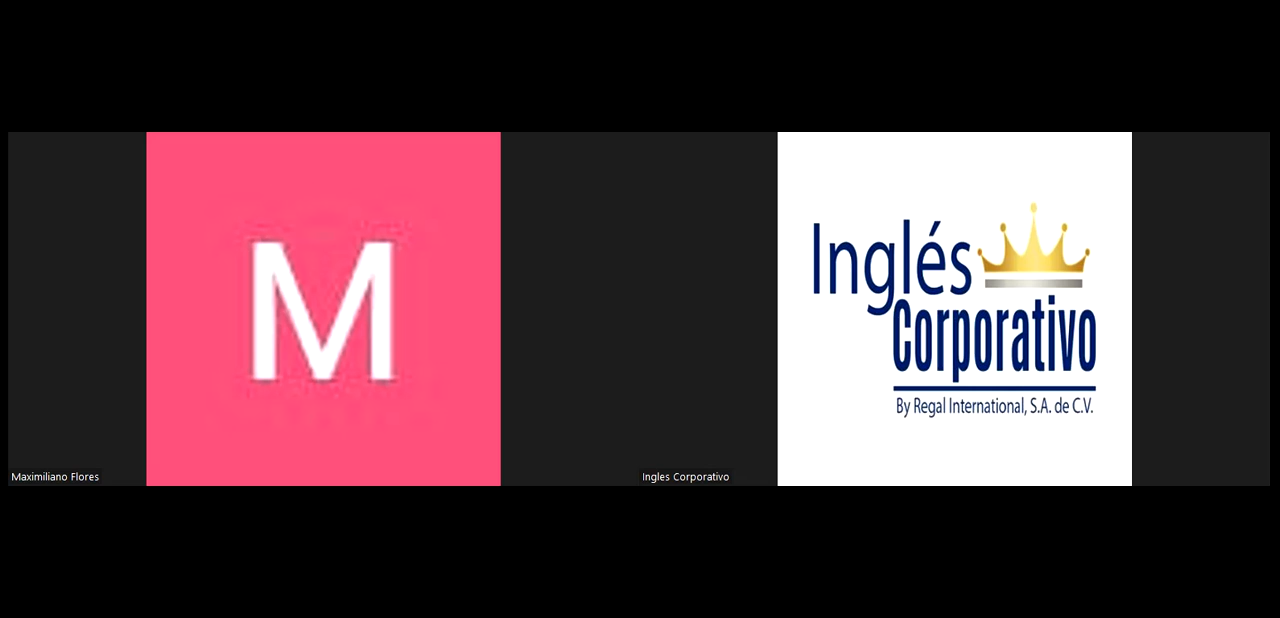 M
Maximiliano Flores
Inglés
Corporativo
By Regal International, S.A. de C.V.
Ingles Corporativo